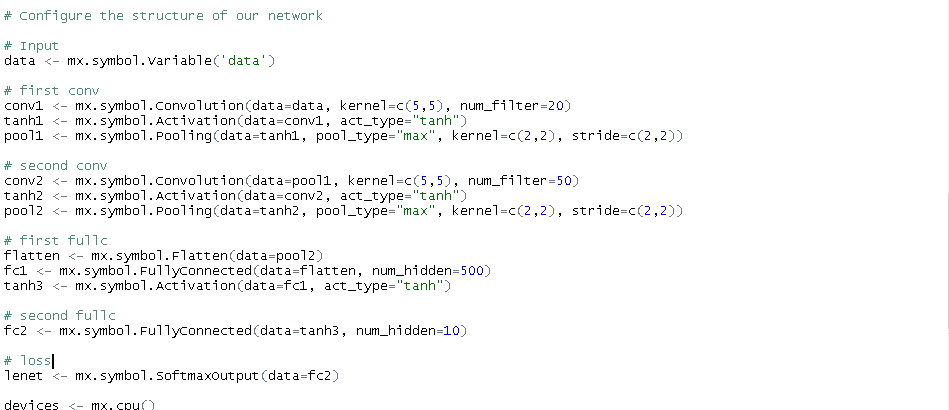 # Configure the structure of our network
# Input
data <- mx.symbol.Variable('data')
# first conv
conv1 <- mx.symbol.Convolution(data=data, kernel=c(5,5), num_filter=20)
tanh1 <- mx.symbol.Activation(data=conv1, act_type="tanh")
pool1 <- mx.symbol.Pooling(data=tanh1, pool_type="max", kernel=c(2,2), stride=c(2,2))
# second conv
conv2 <- mx.symbol.Convolution(data=pool1, kernel=c(5,5), num_filter=50)
tanh2 <- mx.symbol.Activation(data=conv2, act_type="tanh")
pool2 <- mx.symbol.Pooling(data=tanh2, pool_type="max", kernel=c(2,2), stride=c(2,2))
# first fullc
flatten <- mx.symbol.Flatten(data=pool2)
fc1 <- mx.symbol.FullyConnected(data=flatten, num_hidden=500)
tanh3 <- mx.symbol.Activation(data=fc1, act_type="tanh")
# second fullc
fc2 <- mx.symbol.FullyConnected(data=tanh3, num_hidden=10)
# loss
lenet <- mx.symbol.SoftmaxOutput(data=fc2)
devices <- mx.cpu()